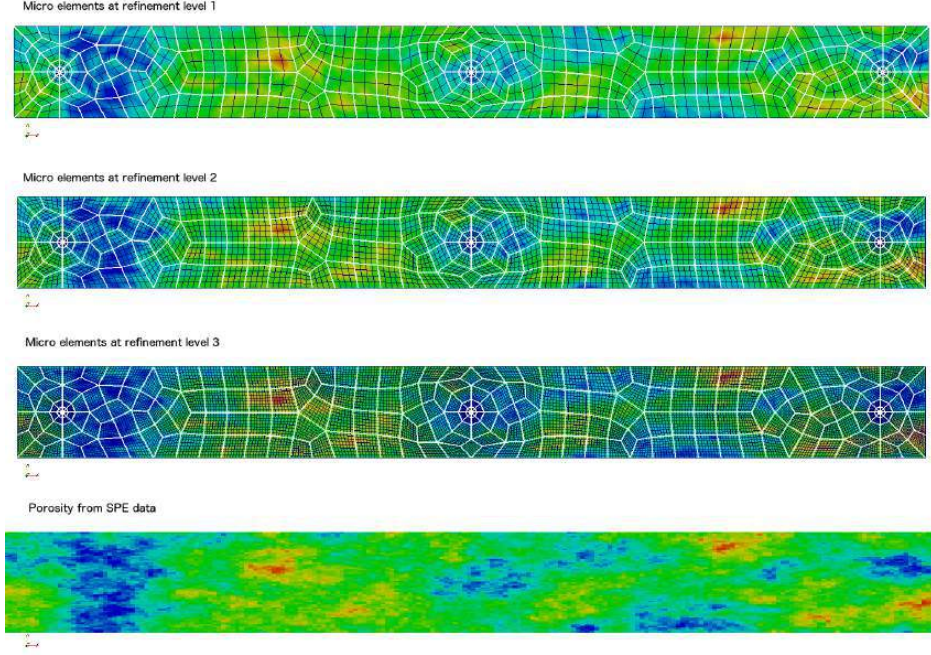 Micro elements at refinement level 1
Micro elements at refinement level 2
Micro elements at refinement level 3
Porosity from SPE data